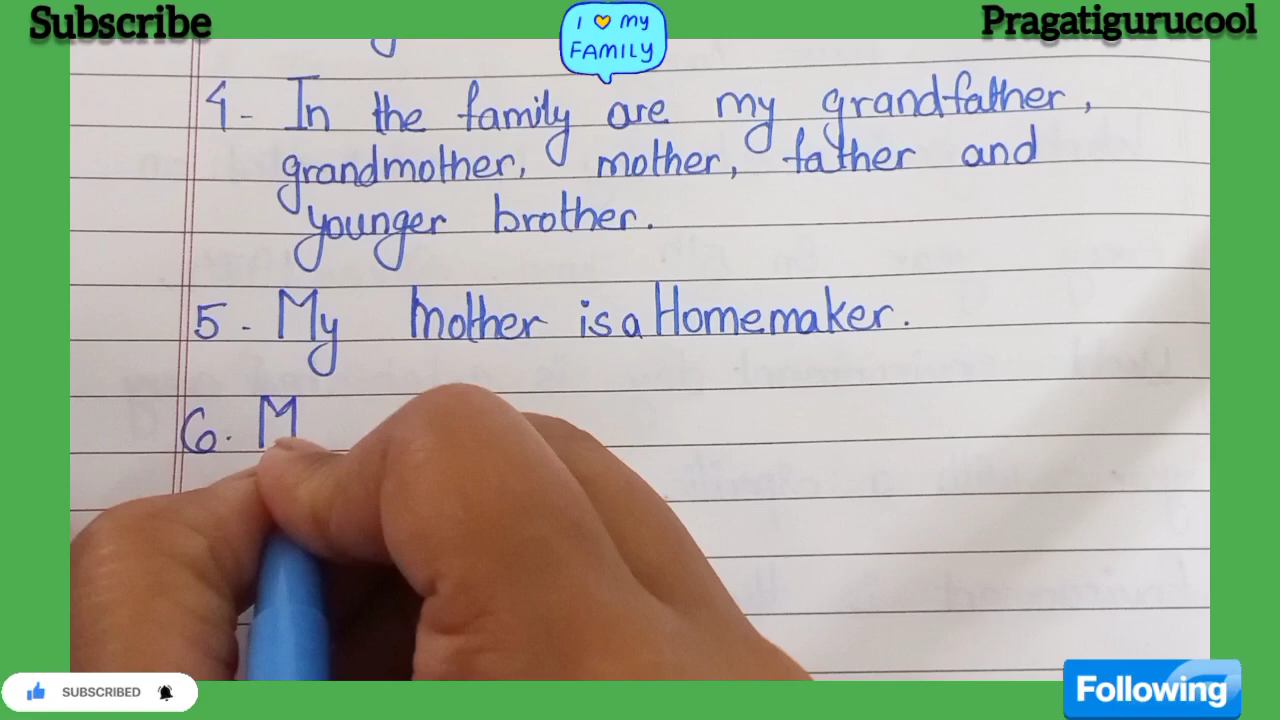 Subscribe
I my
FAMILY
Pragatigurucool
4- In the family are my grandfather,
grandmother, mother, father and
younger brother.
5- My mother is a Homemaker.
6. M
SUBSCRIBED
Following